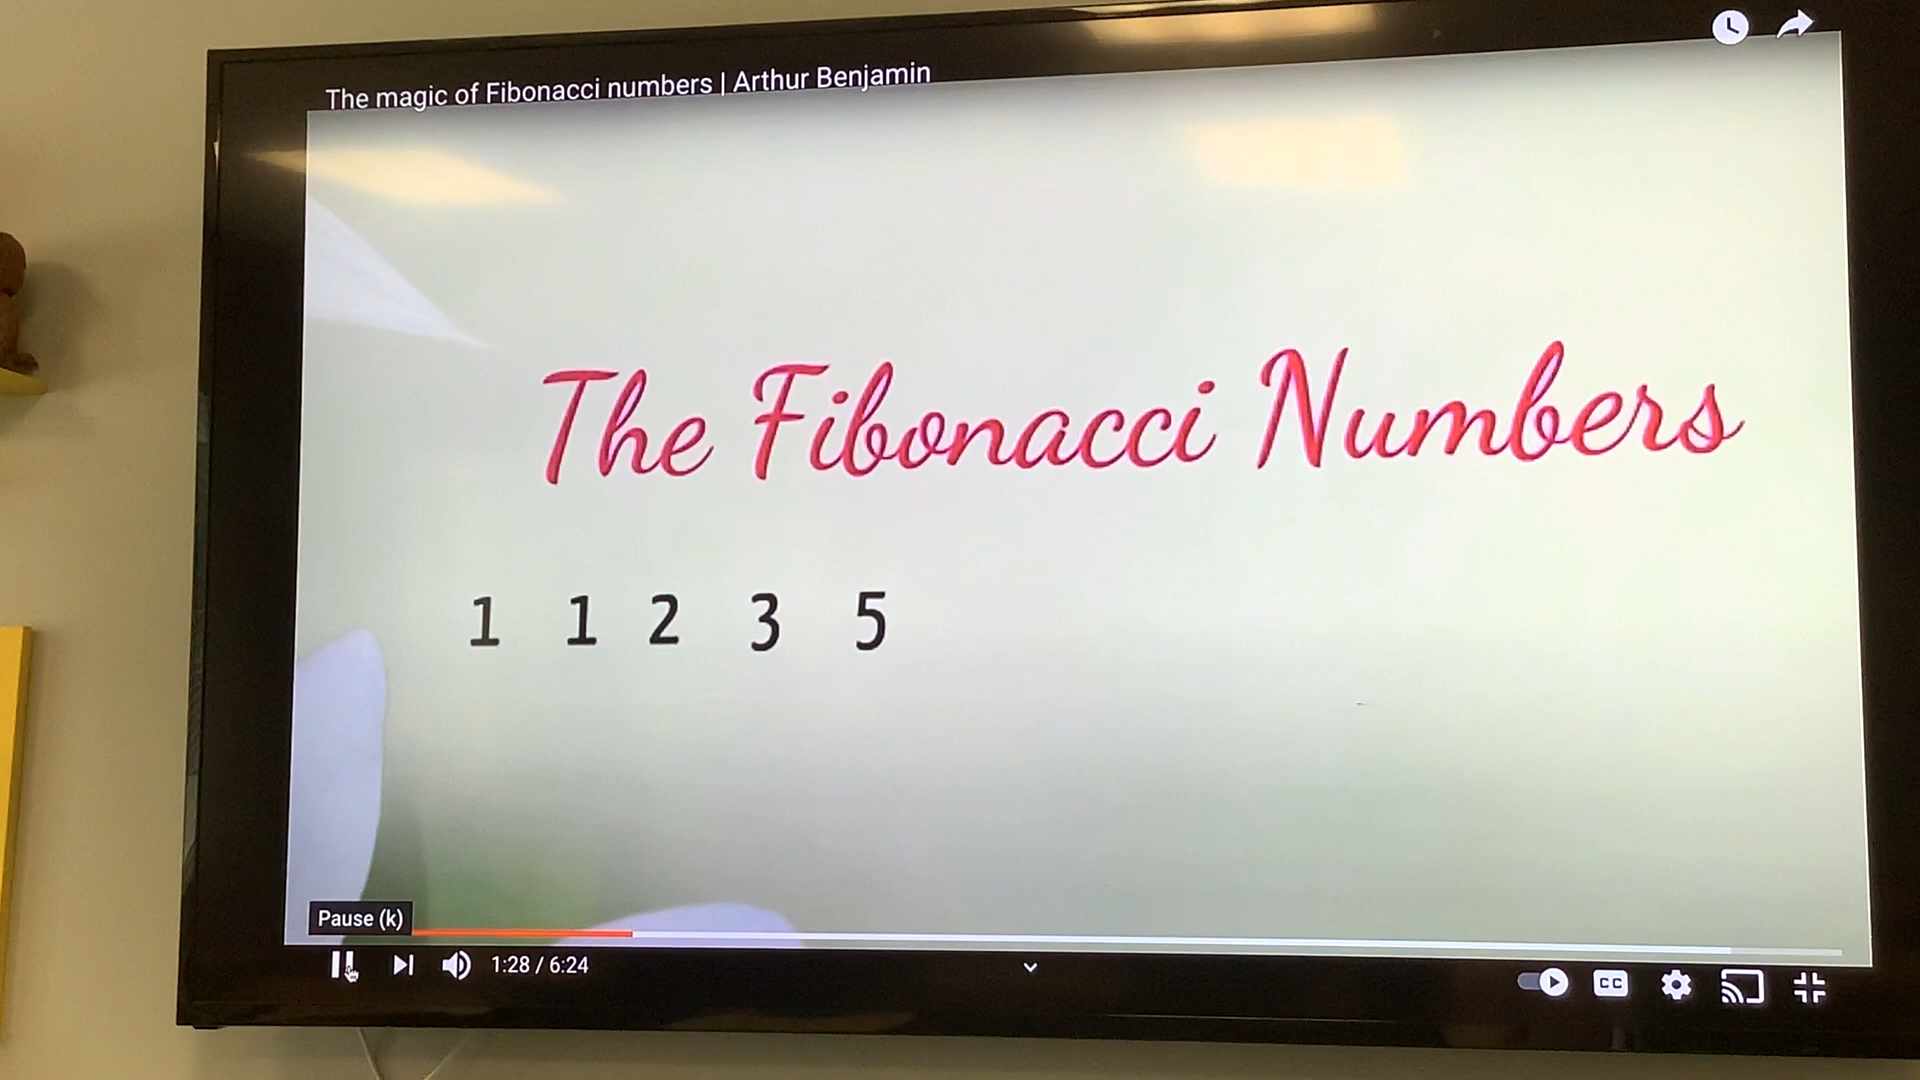 The magic of Fibonacci numbers | Arthur Benjamin
The Fibonacci Numbers
1 1 2 3 5
Pause (k)
1:28 / 6:24
CC